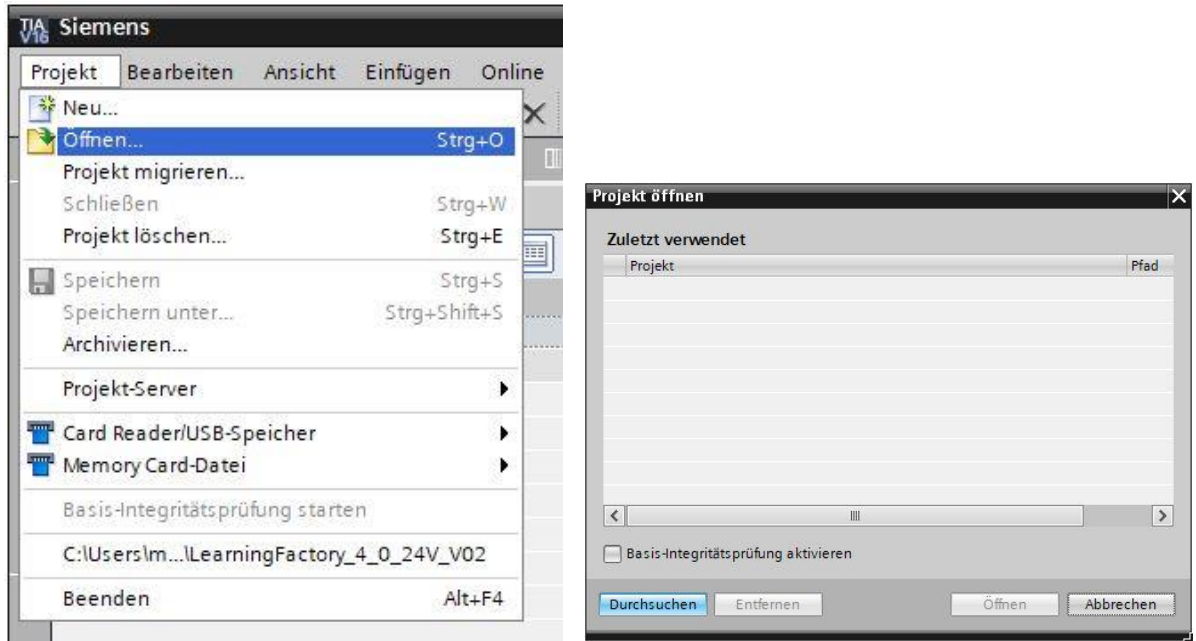 TIA V16 Siemens
Projekt Bearbeiten Ansicht Einfügen Online
Neu...
Öffnen... Strg+O
Projekt migrieren...
Schließen Strg+W
Projekt löschen... Strg+E
Speichern Strg+S
Speichern unter... Strg+Shift+S
Archivieren...
Projekt-Server
Card Reader/USB-Speicher
Memory Card-Datei
Basis-Integritätsprüfung starten
C:\Users\m...\LearningFactory_4_0_24V_V02
Beenden Alt+F4
Projekt öffnen
Zuletzt verwendet
Projekt Pfad
Basis-Integritätsprüfung aktivieren
Durchsuchen Entfernen Öffnen Abbrechen